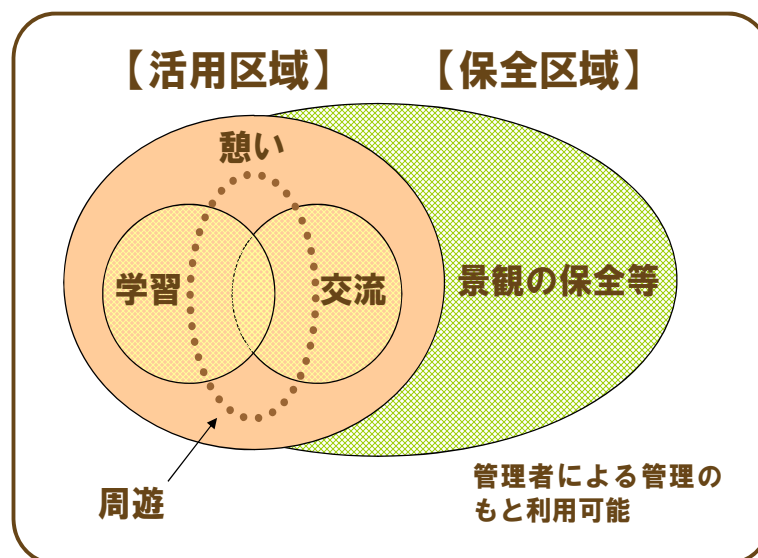 【活用区域】
【保全区域】
憩い
学習
交流
景観の保全等
周遊
管理者による管理の
もと利用可能